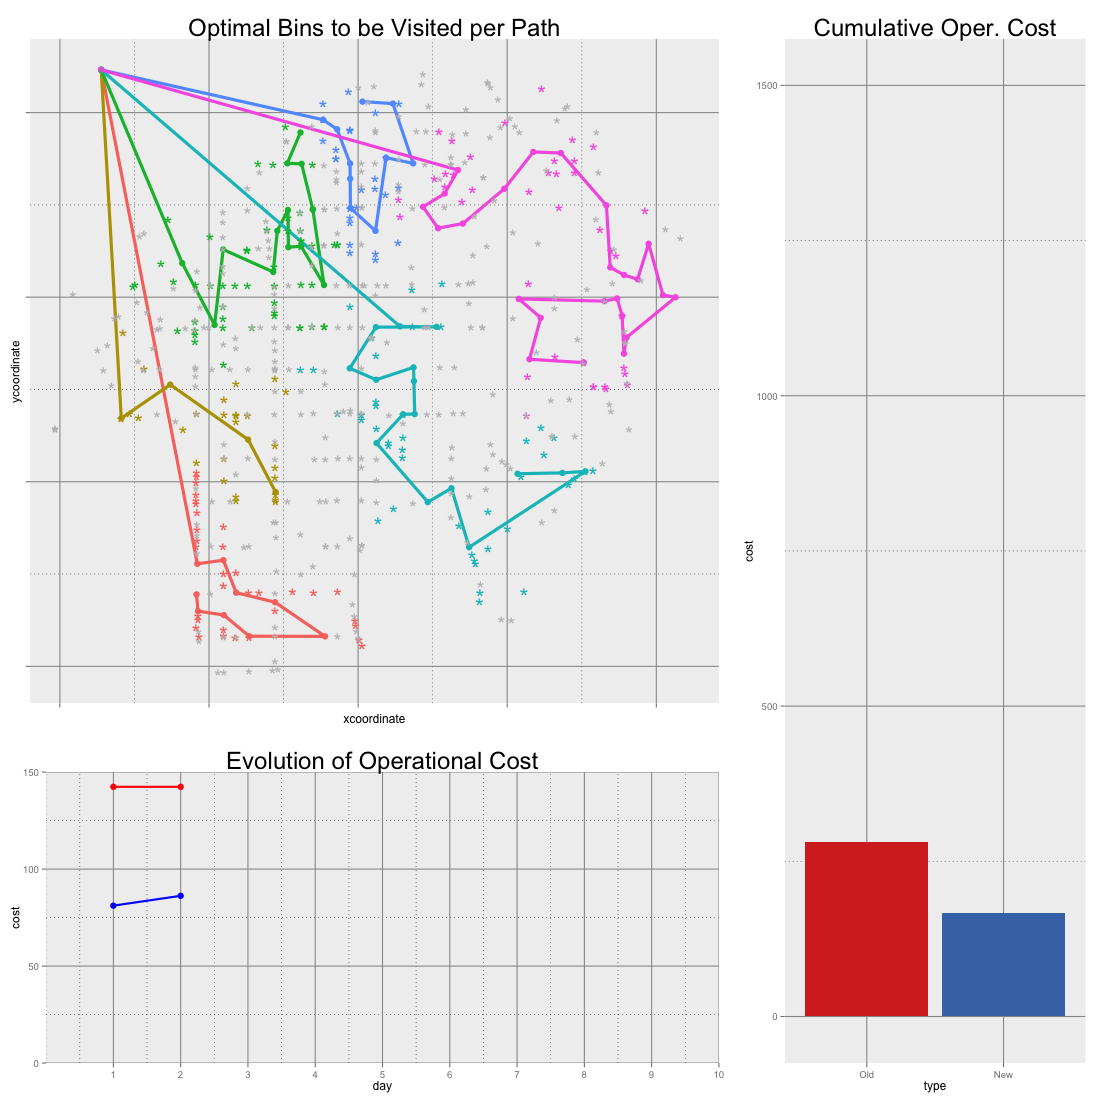 Optimal Bins to be Visited per Path
ycoordinate
xcoordinate
Evolution of Operational Cost
150
100
50
0
cost
1 2 3 4 5 6 7 8 9 10
day
Cumulative Oper. Cost
1500
1000
500
0
cost
Old New
type